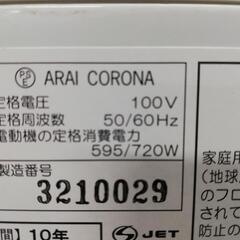 PSE ARAI CORONA
定格電圧 100V
定格周波数 50/60Hz
電動機の定格消費電力
595/720W
製造番号
3210029
間】10年
JET
家庭用
(地球
のフロ
されて
防止の